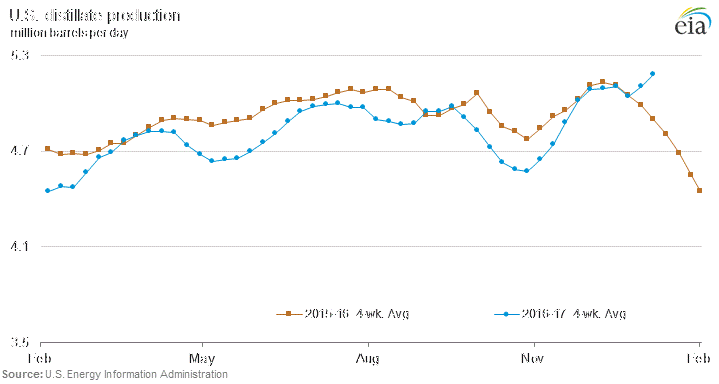 U.S. distillate production
million barrels per day
eia
5.3
4.7
4.1
3.5
2015-16 4-wk. Avg
2016-17 4-wk. Avg
Feb May Aug Nov Feb
Source: U.S. Energy Information Administration